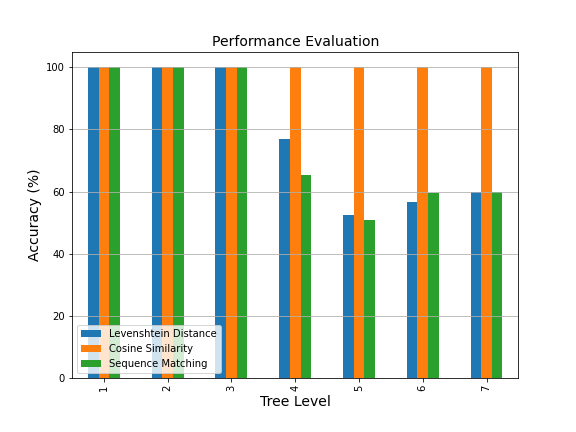 Performance Evaluation
Accuracy (%)
100
80
60
40
20
0
Levenshtein Distance
Cosine Similarity
Sequence Matching
1 2 3 4 5 6 7
Tree Level